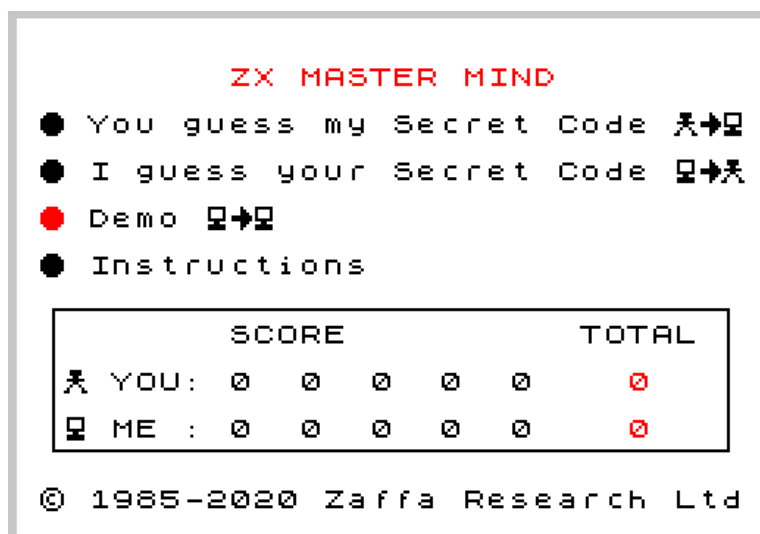 ZX MASTER MIND
You guess my Secret Code
I guess your Secret Code
Demo
Instructions
SCORE TOTAL
YOU: 0 0 0 0 0 0
ME : 0 0 0 0 0 0
© 1985-2020 Zaffa Research Ltd